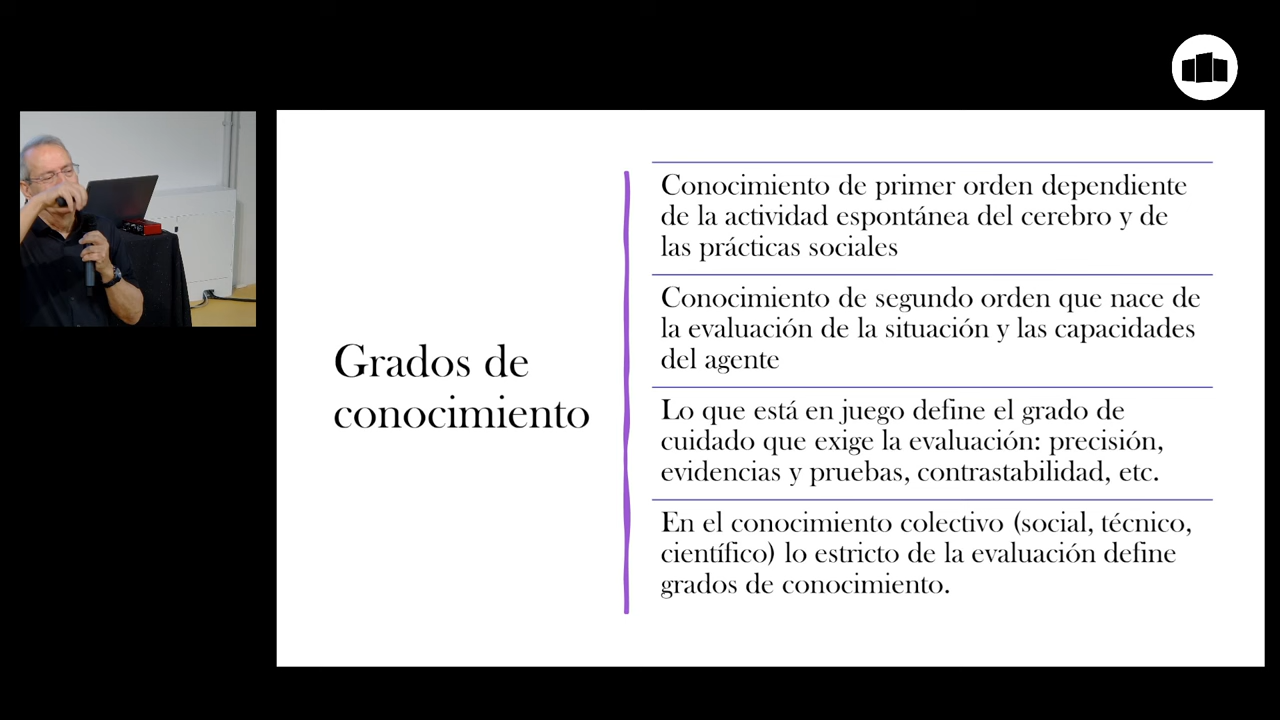 Grados de
conocimiento
Conocimiento de primer orden dependiente
de la actividad espontánea del cerebro y de
las prácticas sociales
Conocimiento de segundo orden que nace de
la evaluación de la situación y las capacidades
del agente
Lo que está en juego define el grado de
cuidado que exige la evaluación: precisión,
evidencias y pruebas, contrastabilidad, etc.
En el conocimiento colectivo (social, técnico,
científico) lo estricto de la evaluación define
grados de conocimiento.